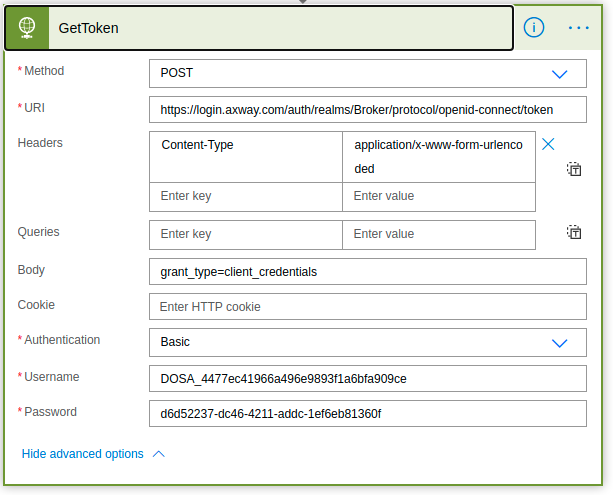 GetToken
* Method
POST
* URI
https://login.axway.com/auth/realms/Broker/protocol/openid-connect/token
Headers
Content-Type
application/x-www-form-urlenco
ded
Enter key
Enter value
Queries
Enter key
Enter value
Body
grant_type=client_credentials
Cookie
Enter HTTP cookie
* Authentication
Basic
* Username
DOSA_4477ec41966a496e9893f1a6bfa909ce
* Password
d6d52237-dc46-4211-addc-1ef6eb81360f
Hide advanced options